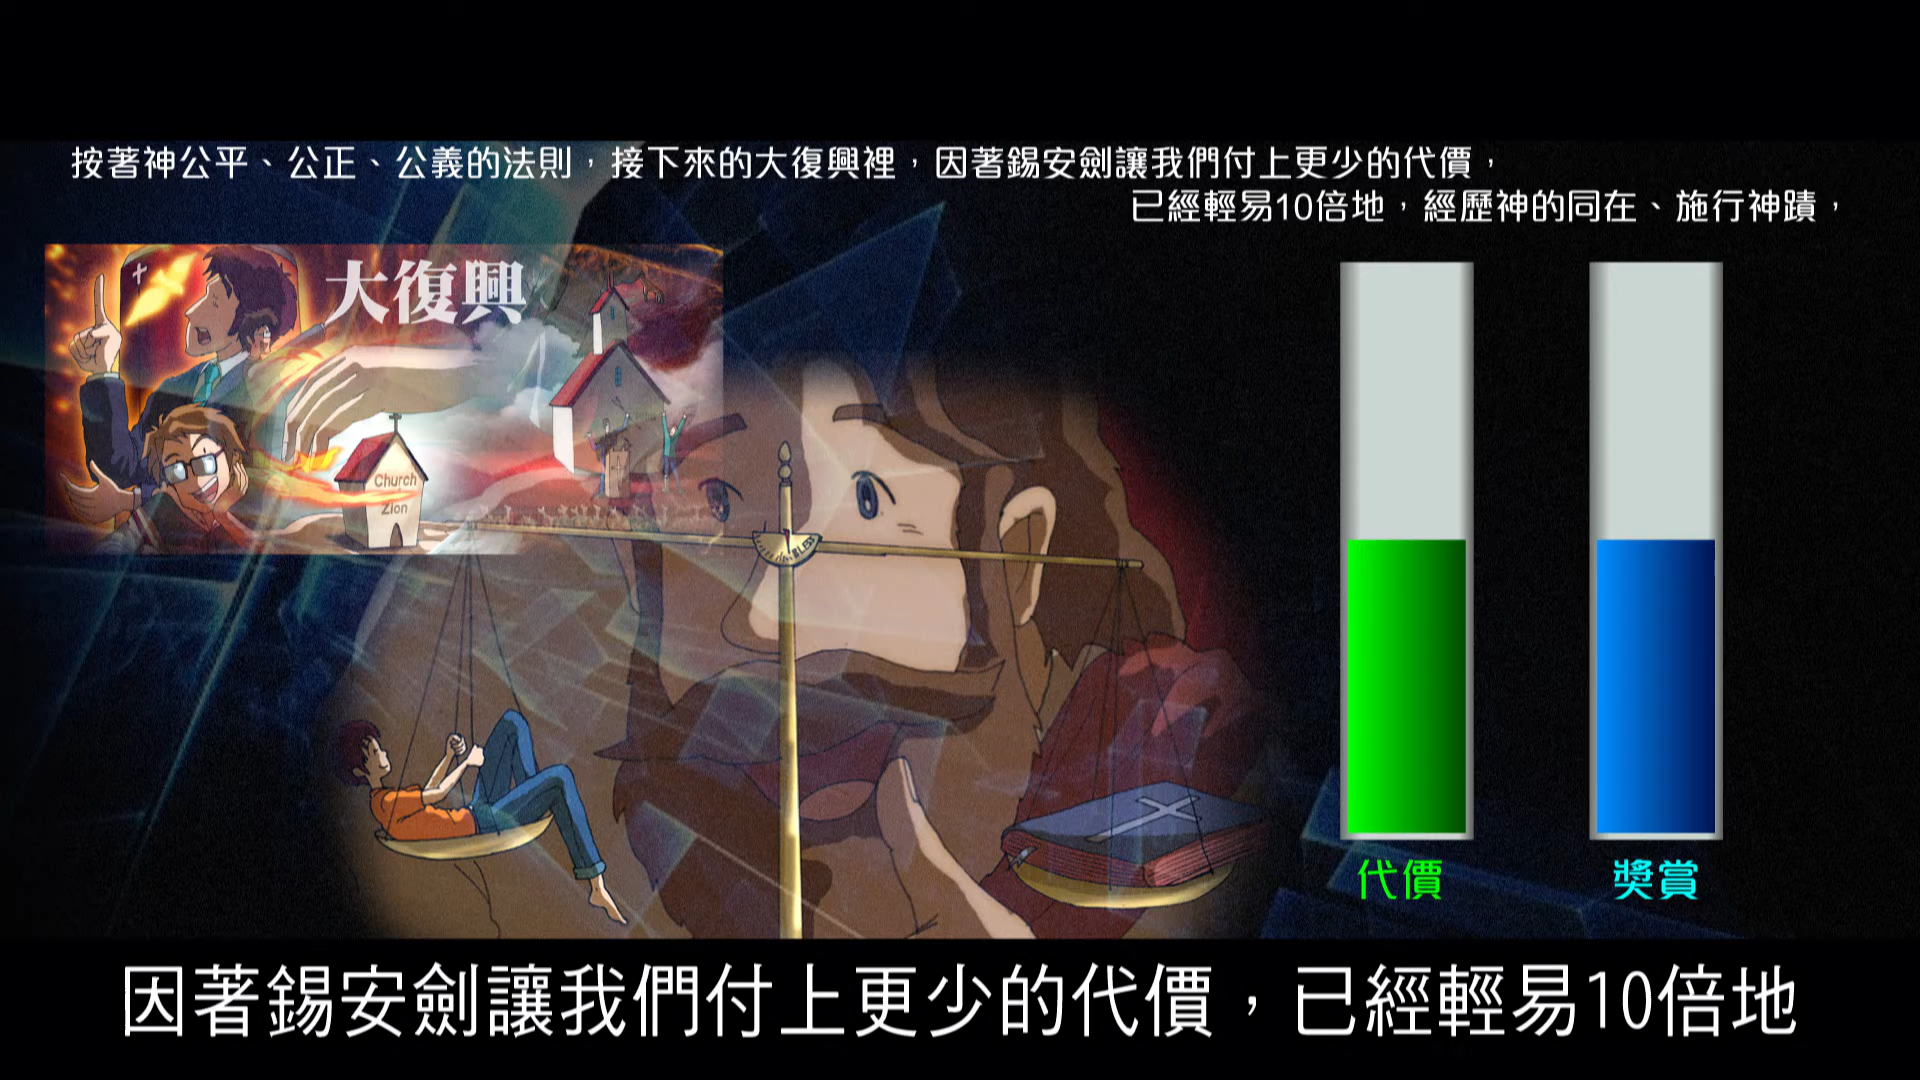 按著神公平、公正、公義的法則，接下來的大復興裡，因著錫安劍讓我們付上更少的代價，
已經輕易10倍地，經歷神的同在、施行神蹟，
大復興
Church
Zion
BLESS
代價
獎賞
因著錫安劍讓我們付上更少的代價，已經輕易10倍地